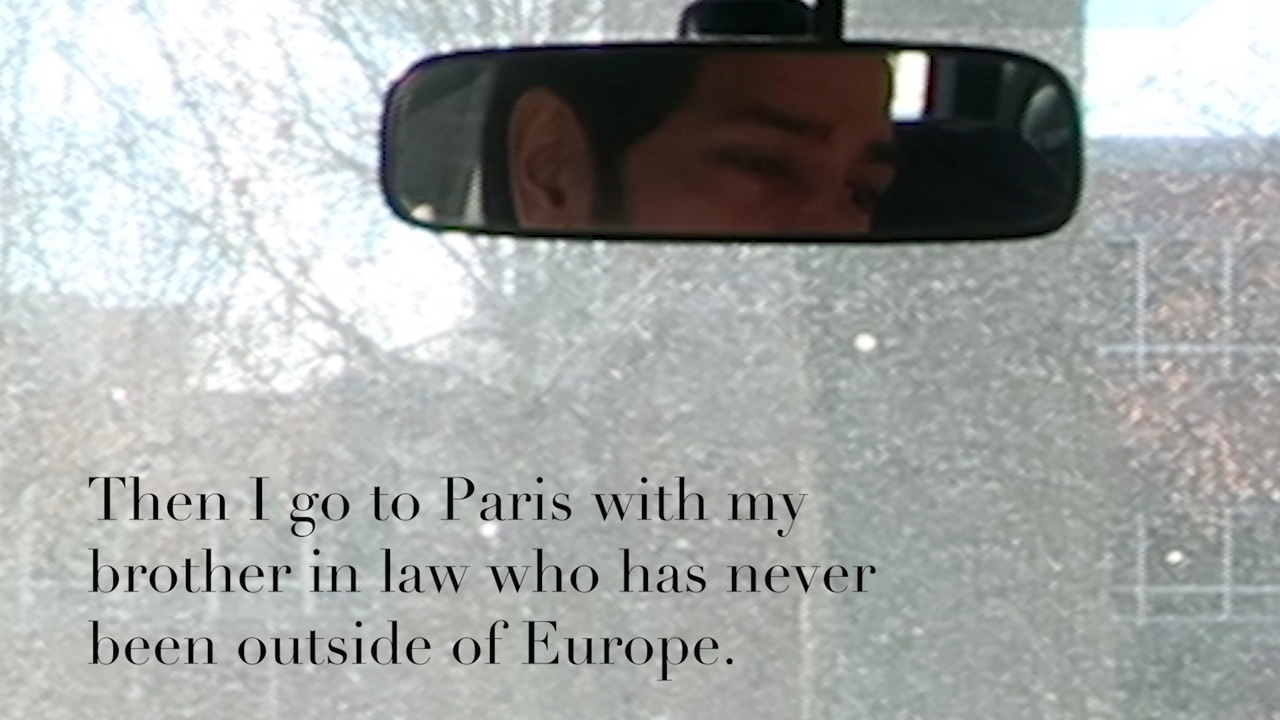 Then I go to Paris with my
brother in law who has never
been outside of Europe.